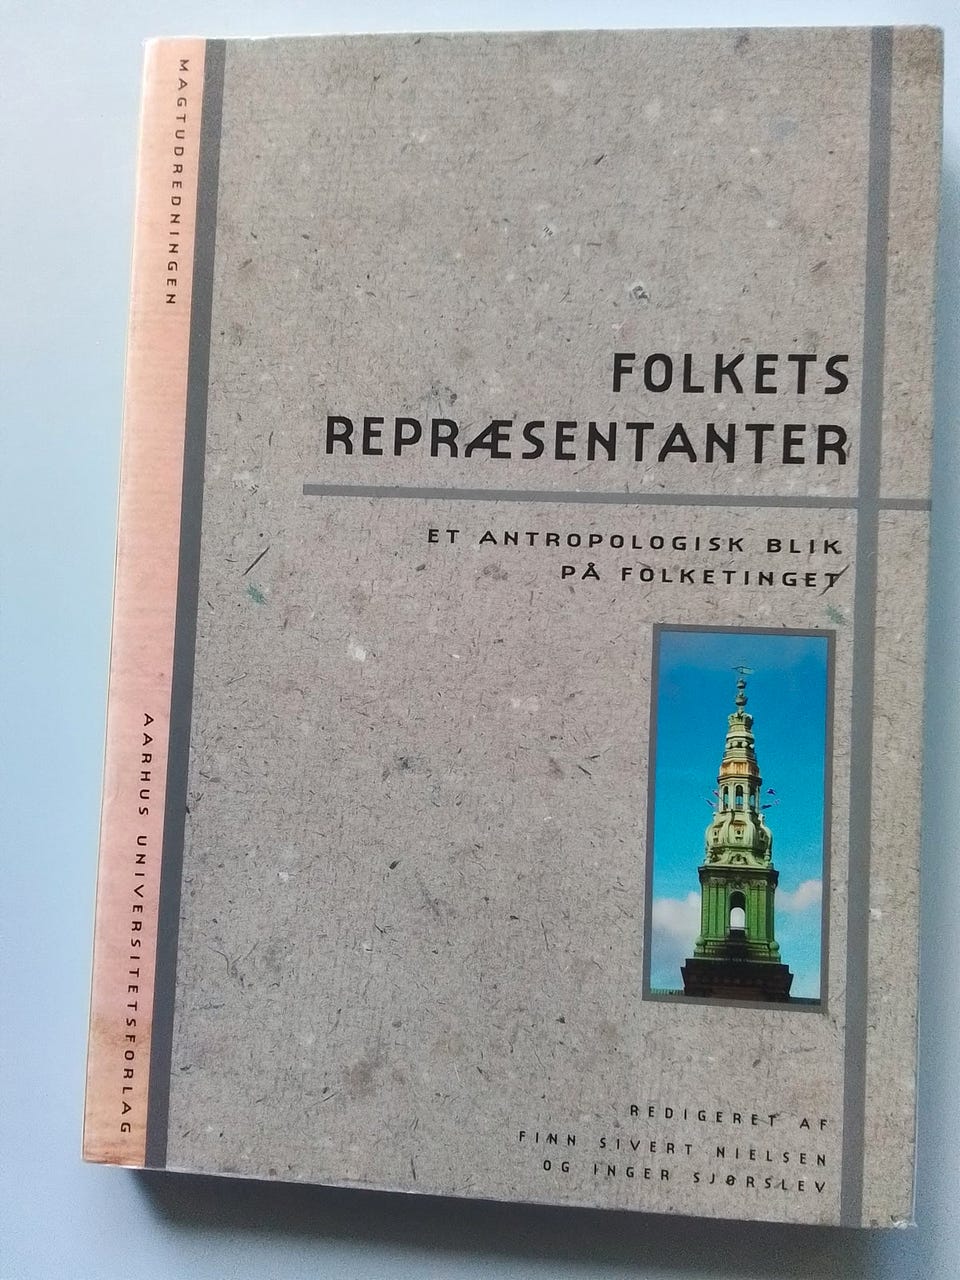 MAGTUDREDNINGEN
AARHUS UNIVERSITETSFORLAG
FOLKETS
REPRÆSENTANTER
ET ANTROPOLOGISK BLIK
PÅ FOLKETINGET
REDIGERET AF
FINN SIVERT NIELSEN
OG INGER SJØRSLEV